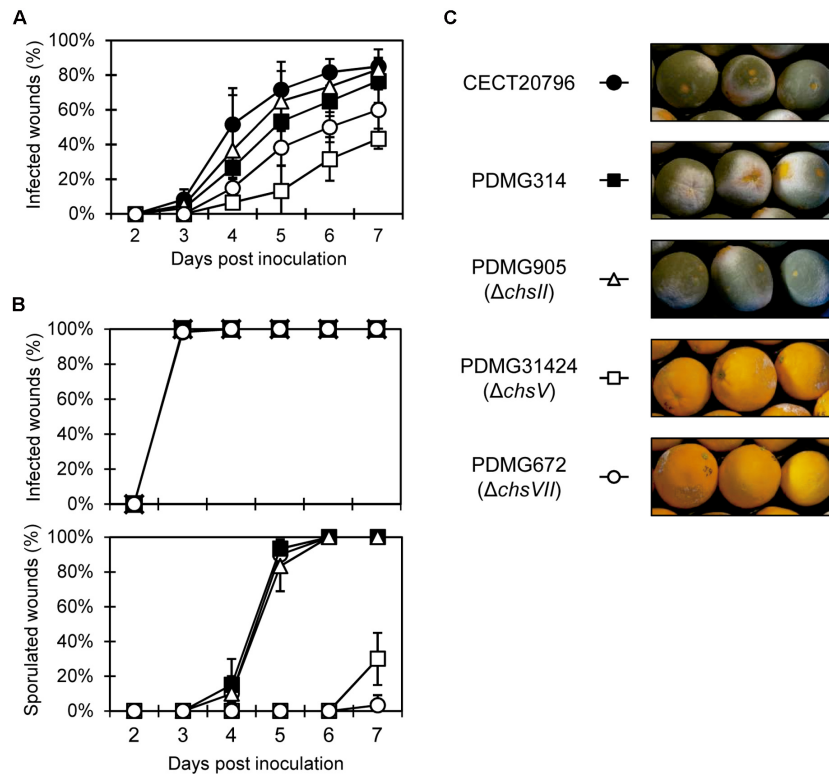 A
Infected wounds (%)
100%
80%
60%
40%
20%
0%
2 3 4 5 6 7
Days post inoculation
B
Infected wounds (%)
100%
80%
60%
40%
20%
0%
Sporulated wounds (%)
100%
80%
60%
40%
20%
0%
2 3 4 5 6 7
Days post inoculation
C
CECT20796
PDMG314
PDMG905
(ΔchsII)
PDMG31424
(ΔchsV)
PDMG672
(ΔchsVII)